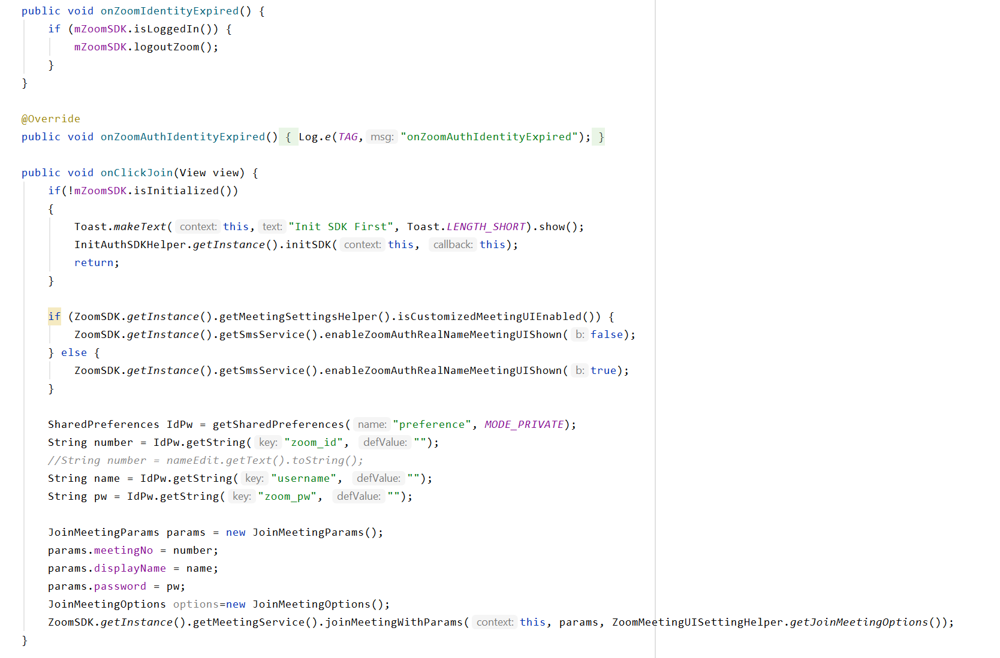 public void onZoomIdentityExpired() {
    if (mZoomSDK.isLoggedIn()) {
        mZoomSDK.logoutZoom();
    }
}

@Override
public void onZoomAuthIdentityExpired() { Log.e(TAG, msg: "onZoomAuthIdentityExpired"); }

public void onClickJoin(View view) {
    if(!mZoomSDK.isInitialized())
    {
        Toast.makeText( context: this, text: "Init SDK First", Toast.LENGTH_SHORT).show();
        InitAuthSDKHelper.getInstance().initSDK( context: this, callback: this);
        return;
    }

    if (ZoomSDK.getInstance().getMeetingSettingsHelper().isCustomizedMeetingUIEnabled()) {
        ZoomSDK.getInstance().getSmsService().enableZoomAuthRealNameMeetingUIShown( b: false);
    } else {
        ZoomSDK.getInstance().getSmsService().enableZoomAuthRealNameMeetingUIShown( b: true);
    }

    SharedPreferences IdPw = getSharedPreferences( name: "preference", MODE_PRIVATE);
    String number = IdPw.getString( key: "zoom_id", defValue: "");
    //String number = nameEdit.getText().toString();
    String name = IdPw.getString( key: "username", defValue: "");
    String pw = IdPw.getString( key: "zoom_pw", defValue: "");

    JoinMeetingParams params = new JoinMeetingParams();
    params.meetingNo = number;
    params.displayName = name;
    params.password = pw;
    JoinMeetingOptions options=new JoinMeetingOptions();
    ZoomSDK.getInstance().getMeetingService().joinMeetingWithParams( context: this, params, ZoomMeetingUISettingHelper.getJoinMeetingOptions());
}